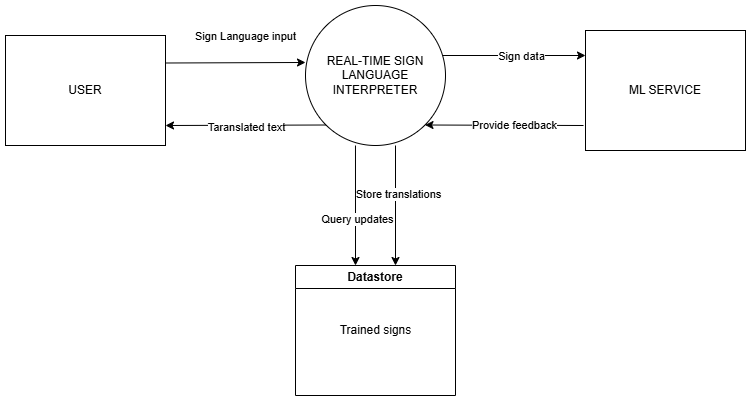 Sign Language input
USER
REAL-TIME SIGN
LANGUAGE
INTERPRETER
Sign data
ML SERVICE
Taranslated text
Provide feedback
Store translations
Query updates
Datastore
Trained signs